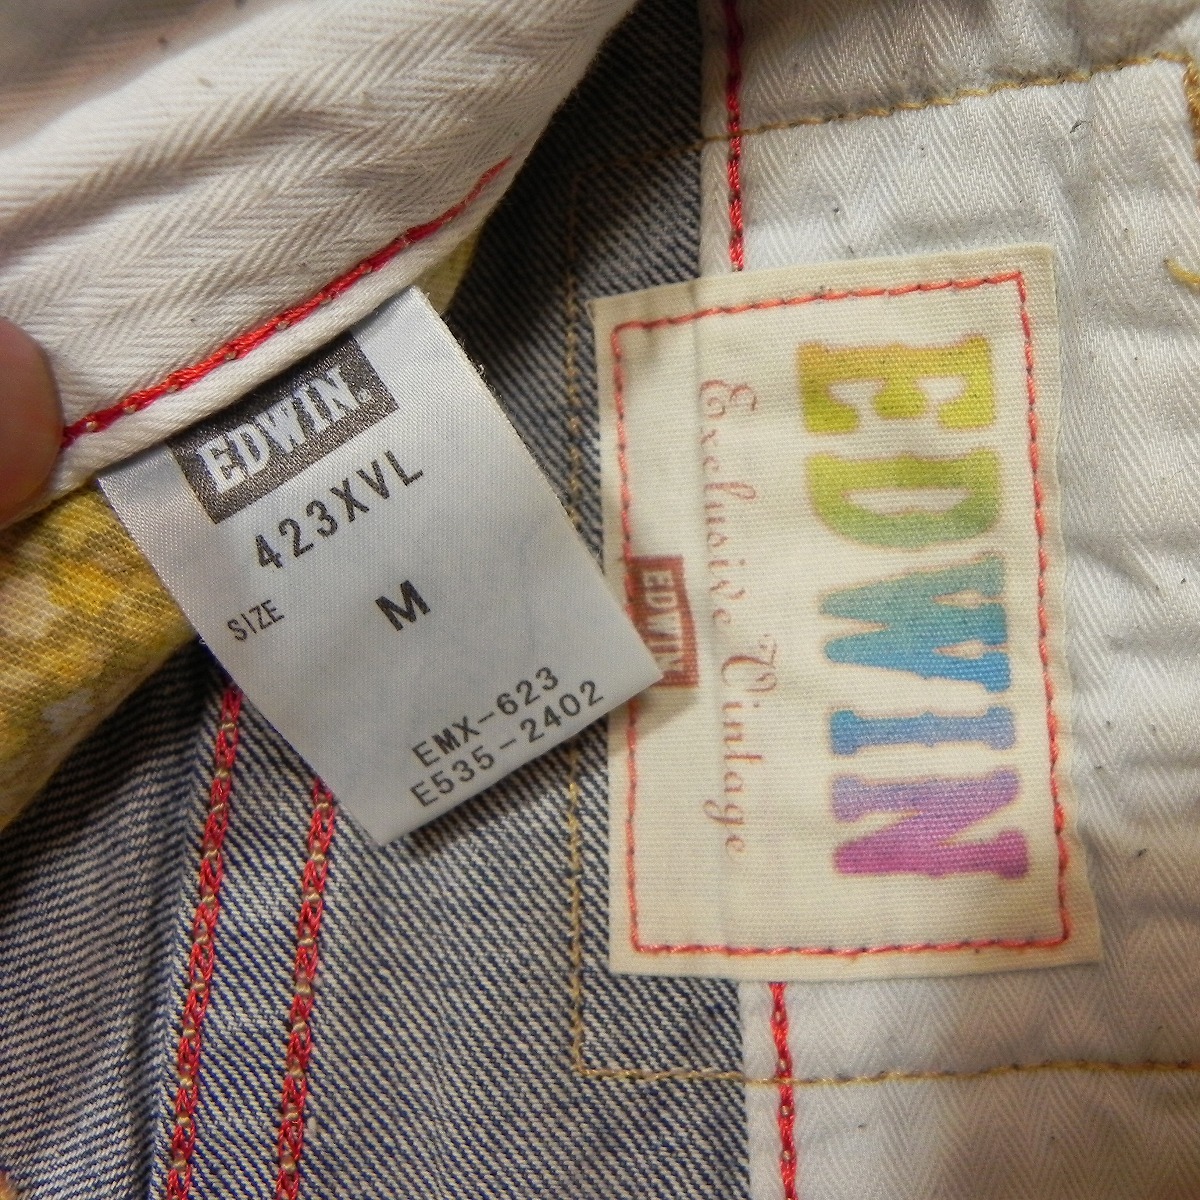 EDWIN.
423XVL
SIZE M
EMX-623
E535-2402
EDWIN
Exclusive Vintage
EDWIN